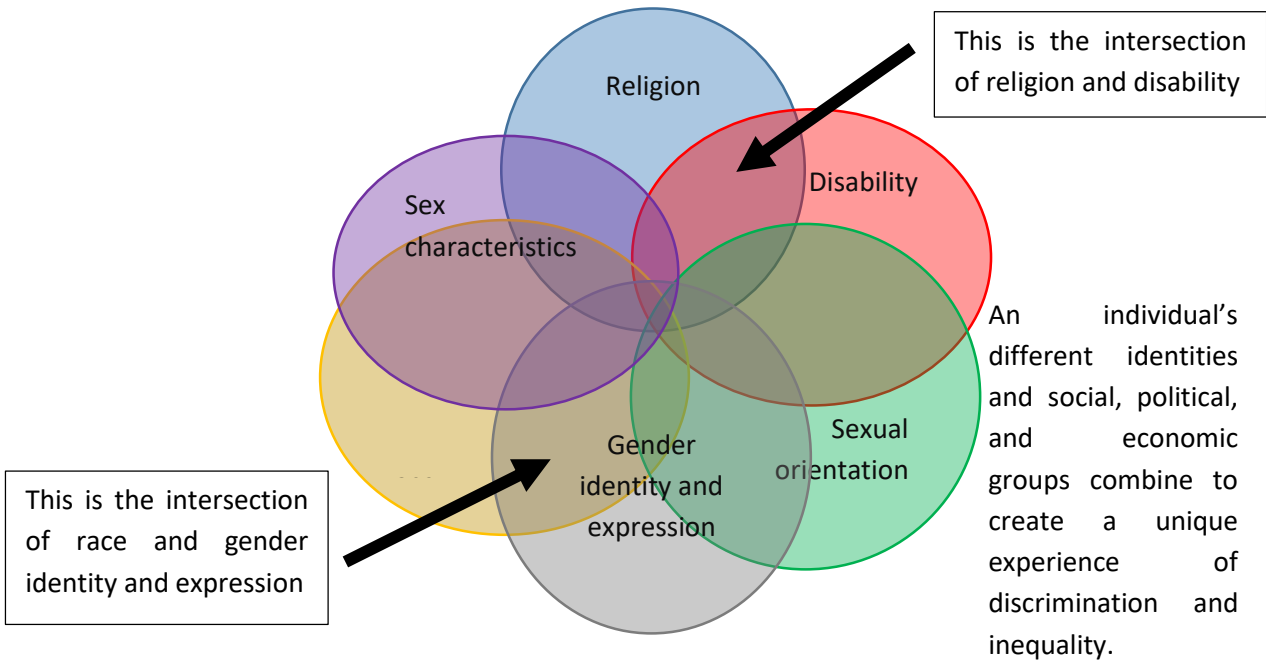 This is the intersection
of religion and disability
Religion
Disability
Sex
characteristics
An individual’s
different identities
and social, political,
and economic
groups combine to
create a unique
experience of
discrimination and
inequality.
Sexual
orientation
Gender
identity and
expression
This is the intersection
of race and gender
identity and expression